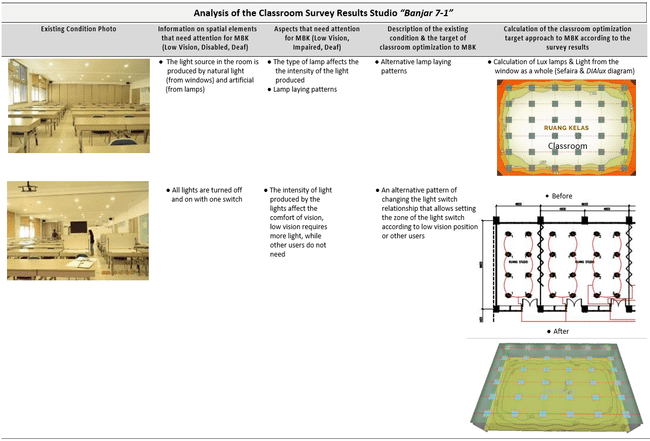 Analysis of the Classroom Survey Results Studio “Banjar 7-1”
Existing Condition Photo
Information on spatial elements
that need attention for MBK
(Low Vision, Disabled, Deaf)
Aspects that need attention
for MBK (Low Vision,
Impaired, Deaf)
Description of the existing
condition & the target of
classroom optimization to MBK
Calculation of the classroom optimization
target approach to MBK according to the
survey results
● The light source in the room is
produced by natural light
(from windows) and artificial
(from lamps)
● The type of lamp affects the
the intensity of the light
produced
● Lamp laying patterns
● Alternative lamp laying
patterns
● Calculation of Lux lamps & Light from the
window as a whole (Sefaira & DIALux diagram)
RUANG KELAS
Classroom
● All lights are turned off
and on with one switch
● The intensity of light
produced by the
lights affect the
comfort of vision,
low vision requires
more light, while
other users do not
need
● An alternative pattern of
changing the light switch
relationship that allows setting
the zone of the light switch
according to low vision position
or other users
● Before
RUANG STUDIO
RUANG STUDIO
● After